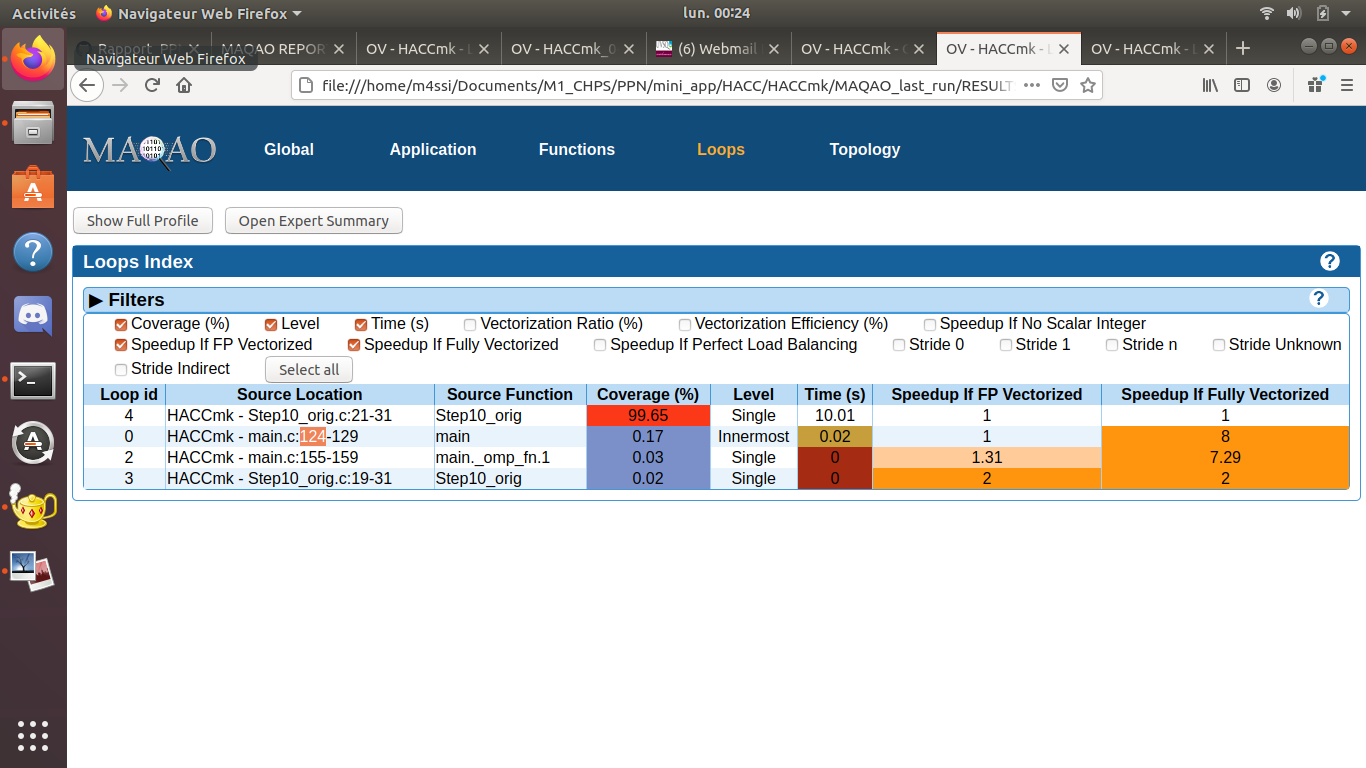 Activités Navigateur Web Firefox lun. 00:24
Rapport_PP MAQAO REPOR OV - HACCmk - L OV - HACCmk_0 (6) Webmail OV - HACCmk - OV - HACCmk - L OV - HACCmk - L
Navigateur Web Firefox
file:///home/m4ssi/Documents/M1_CHPS/PPN/mini_app/HACC/HACCmk/MAQAO_last_run/RESULT
MAQAO Global Application Functions Loops Topology
Show Full Profile Open Expert Summary
Loops Index ?
▶ Filters ?
Coverage (%) Level Time (s) Vectorization Ratio (%) Vectorization Efficiency (%) Speedup If No Scalar Integer
Speedup If FP Vectorized Speedup If Fully Vectorized Speedup If Perfect Load Balancing Stride 0 Stride 1 Stride n Stride Unknown
Stride Indirect Select all
Loop id Source Location Source Function Coverage (%) Level Time (s) Speedup If FP Vectorized Speedup If Fully Vectorized
4 HACCmk - Step10_orig.c:21-31 Step10_orig 99.65 Single 10.01 1 1
0 HACCmk - main.c:124-129 main 0.17 Innermost 0.02 1 8
2 HACCmk - main.c:155-159 main._omp_fn.1 0.03 Single 0 1.31 7.29
3 HACCmk - Step10_orig.c:19-31 Step10_orig 0.02 Single 0 2 2